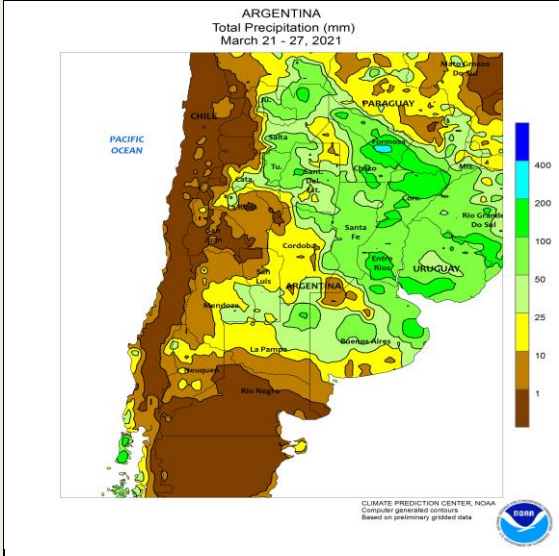 ARGENTINA
Total Precipitation (mm)
March 21 - 27, 2021
Mato Grosso
Do Sul
PARAGUAY
Ju.
CHILE
PACIFIC
OCEAN
Salta
Formosa
Tu.
Chaco
Mis.
Sant.
Del
Est.
Cata.
Corr.
L. Rioja
Rio Grande
Do Sul
San
Juan
Santa
Fe
Cordoba
Entre
Rios
URUGUAY
San
Luis
ARGENTINA
Mendoza
Buenos Aires
La Pampa
Neuquen
Rio Negro
400
200
100
50
25
10
1
CLIMATE PREDICTION CENTER, NOAA
Computer generated contours
Based on preliminary gridded data
NOAA